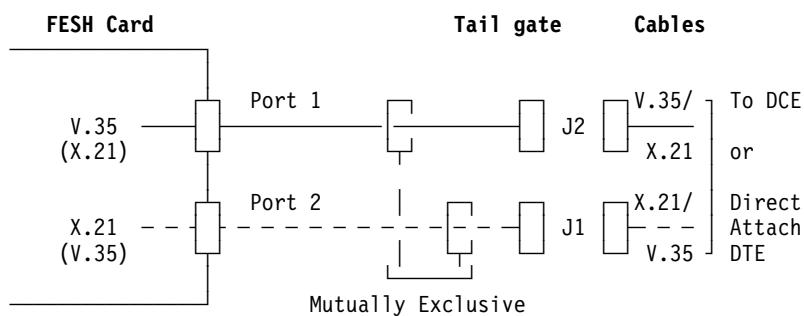 FESH Card Tail gate Cables
Port 1 V.35/ To DCE
V.35 J2
(X.21) X.21 or
Port 2 X.21/ Direct
X.21 J1 Attach
(V.35) V.35 DTE
Mutually Exclusive